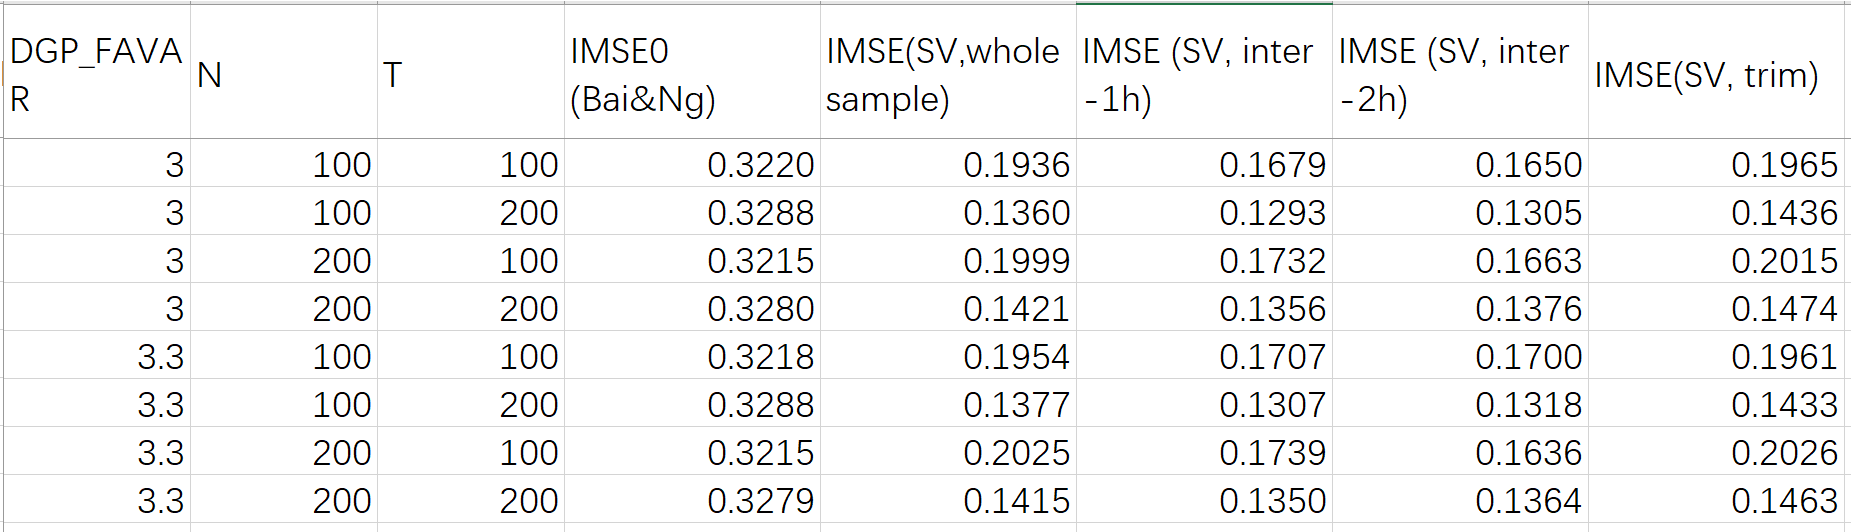 DGP_FAVA
R
N
T
IMSE0
(Bai&Ng)
IMSE(SV,whole
sample)
IMSE (SV, inter
-1h)
IMSE (SV, inter
-2h)
IMSE(SV, trim)
3 100 100 0.3220 0.1936 0.1679 0.1650 0.1965
3 100 200 0.3288 0.1360 0.1293 0.1305 0.1436
3 200 100 0.3215 0.1999 0.1732 0.1663 0.2015
3 200 200 0.3280 0.1421 0.1356 0.1376 0.1474
3.3 100 100 0.3218 0.1954 0.1707 0.1700 0.1961
3.3 100 200 0.3288 0.1377 0.1307 0.1318 0.1433
3.3 200 100 0.3215 0.2025 0.1739 0.1636 0.2026
3.3 200 200 0.3279 0.1415 0.1350 0.1364 0.1463